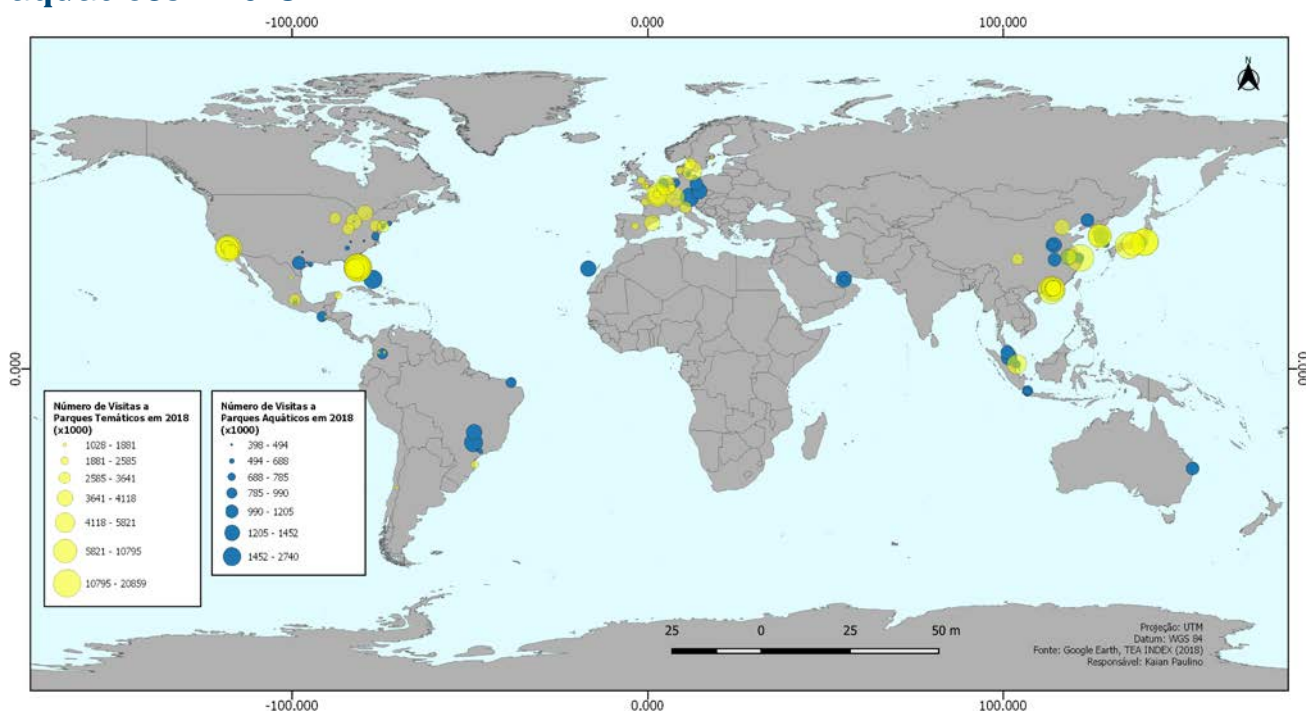 -100.000 0.000 100.000
N
0.000 0.000
Número de Visitas a
Parques Temáticos em 2018
(x1000)
1028 - 1881
1881 - 2585
2585 - 3641
3641 - 4118
4118 - 5821
5821 - 10795
10795 - 20859
Número de Visitas a
Parques Aquáticos em 2018
(x1000)
398 - 494
494 - 688
688 - 785
785 - 990
990 - 1205
1205 - 1452
1452 - 2740
25 0 25 50 m
Projeção: UTM
Datum: WGS 84
Fonte: Google Earth, TEA INDEX (2018)
Responsável: Kaian Paulino
-100.000 0.000 100.000